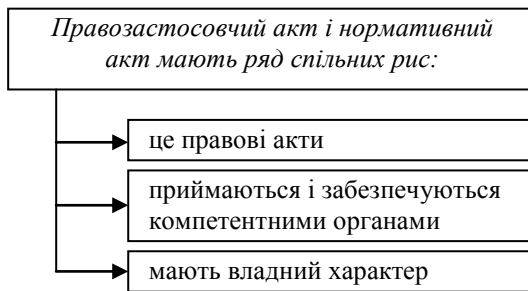 Правозастосовчий акт і нормативний
акт мають ряд спільних рис:
це правові акти
приймаються і забезпечуються
компетентними органами
мають владний характер